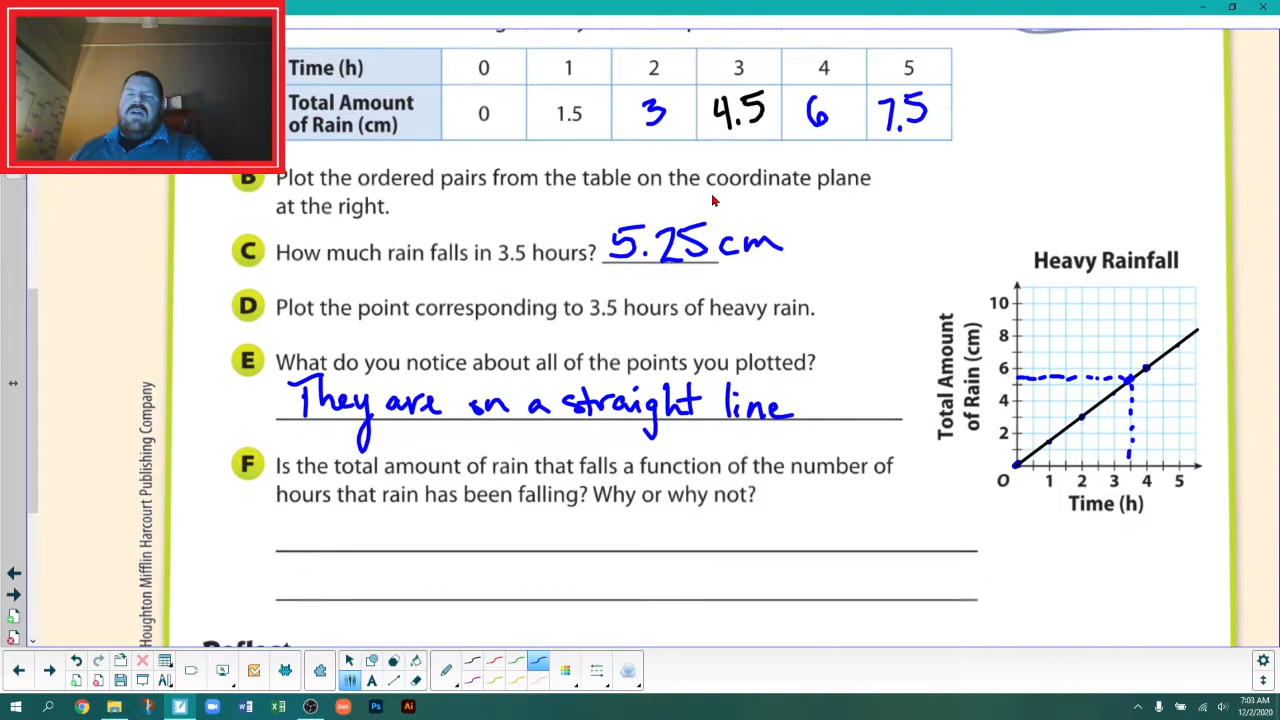 Time (h) 0 1 2 3 4 5
Total Amount of Rain (cm) 0 1.5 3 4.5 6 7.5
B Plot the ordered pairs from the table on the coordinate plane
at the right.
C How much rain falls in 3.5 hours? 5.25 cm
D Plot the point corresponding to 3.5 hours of heavy rain.
E What do you notice about all of the points you plotted?
They are on a straight line
F Is the total amount of rain that falls a function of the number of
hours that rain has been falling? Why or why not?
Heavy Rainfall
Total Amount
of Rain (cm)
10
8
6
4
2
O 1 2 3 4 5
Time (h)
Houghton Mifflin Harcourt Publishing Company
Reflect
7:03 AM
12/2/2020